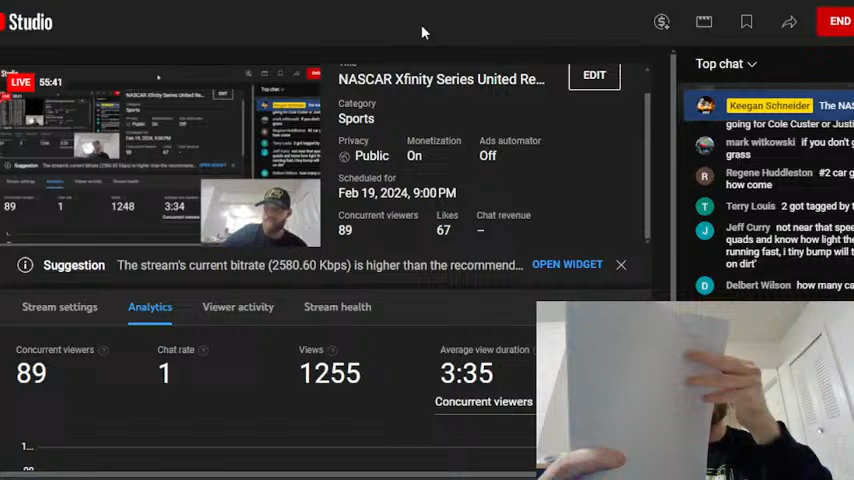 Studio
END
LIVE 55:41
NASCAR Xfinity Series United Re...
EDIT
Category
Sports
Privacy
Monetization
Ads automator
Public
On
Off
Scheduled for
Feb 19, 2024, 9:00 PM
Concurrent viewers
Likes
Chat revenue
89
67
–
89
1
1248
3:34
Suggestion The stream's current bitrate (2580.60 Kbps) is higher than the recommend...
OPEN WIDGET
Stream settings
Analytics
Viewer activity
Stream health
Concurrent viewers
Chat rate
Views
Average view duration
89
1
1255
3:35
Concurrent viewers
1...
Top chat
Keegan Schneider The NAS
going for Cole Custer or Justi
mark witkowski if you don't g
grass
Regene Huddleston #2 car g
how come
Terry Louis 2 got tagged by t
Jeff Curry not near that spee
quads and know how light the
running fast, i tiny bump will t
on dirt'
Delbert Wilson how many ca